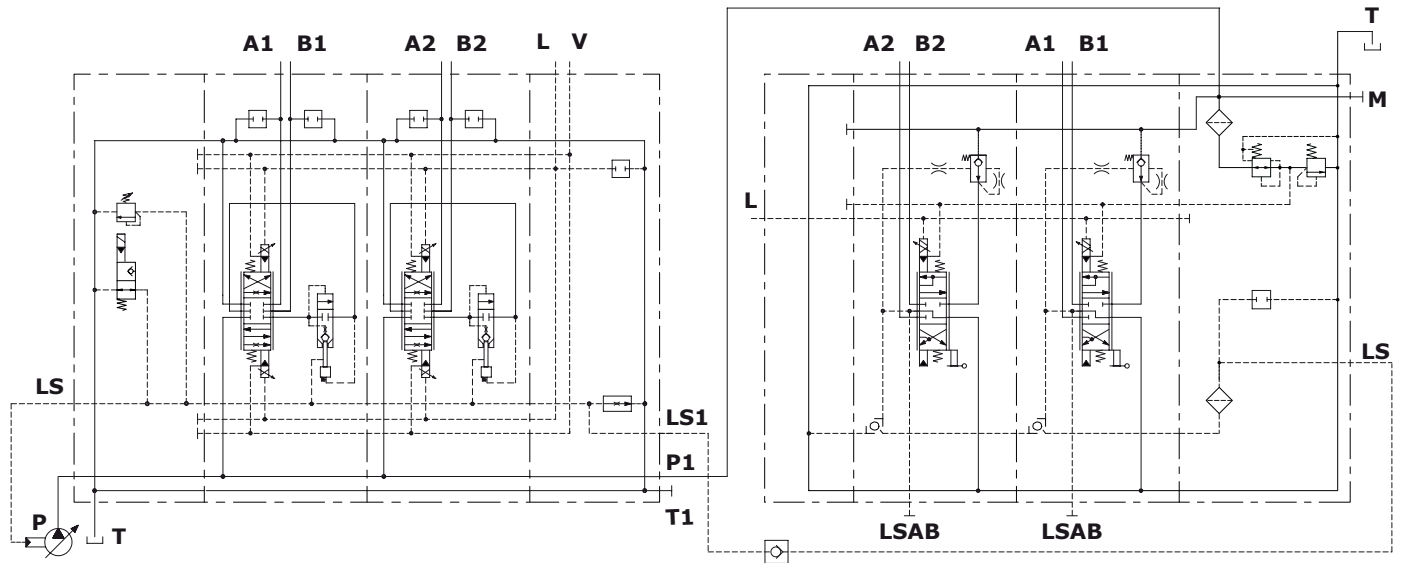 T
A1 B1 A2 B2 L V
A2 B2 A1 B1
M
L
LS
LS
LS1
P1
T1
P
T
LSAB LSAB